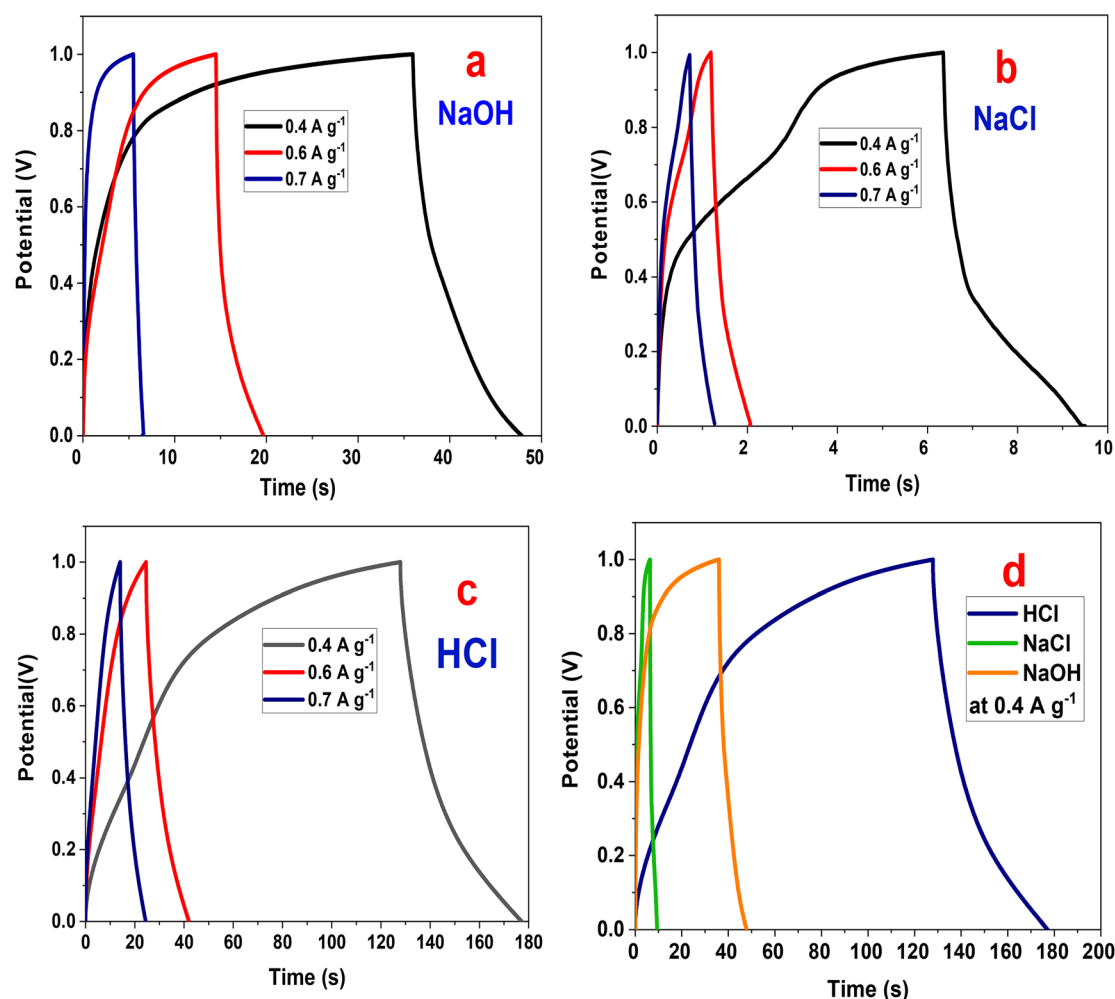 a
NaOH
0.4 A g⁻¹
0.6 A g⁻¹
0.7 A g⁻¹
Potential (V)
1.0
0.8
0.6
0.4
0.2
0.0
0 10 20 30 40 50
Time (s)
b
NaCl
0.4 A g⁻¹
0.6 A g⁻¹
0.7 A g⁻¹
Potential(V)
1.0
0.8
0.6
0.4
0.2
0.0
0 2 4 6 8 10
Time (s)
c
HCl
0.4 A g⁻¹
0.6 A g⁻¹
0.7 A g⁻¹
Potential(V)
1.0
0.8
0.6
0.4
0.2
0.0
0 20 40 60 80 100 120 140 160 180
Time (s)
d
HCl
NaCl
NaOH
at 0.4 A g⁻¹
Potential (V)
1.0
0.8
0.6
0.4
0.2
0.0
0 20 40 60 80 100 120 140 160 180 200
Time (s)